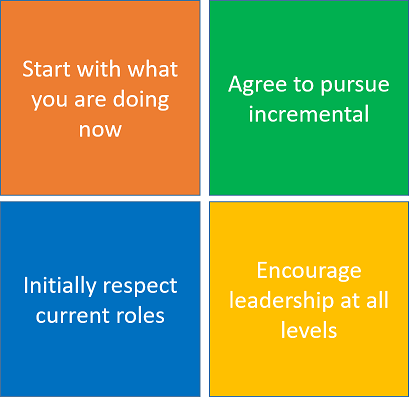 Start with what
you are doing
now
Agree to pursue
incremental
Initially respect
current roles
Encourage
leadership at all
levels